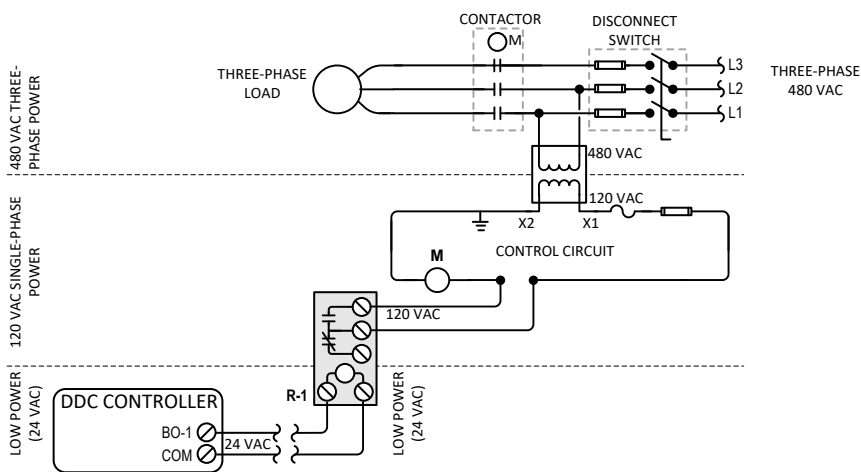 CONTACTOR
M
DISCONNECT
SWITCH
THREE-PHASE
LOAD
L3
L2
L1
THREE-PHASE
480 VAC
480 VAC THREE-
PHASE POWER
480 VAC
120 VAC
X2
X1
CONTROL CIRCUIT
M
120 VAC SINGLE-PHASE
POWER
120 VAC
R-1
LOW POWER
(24 VAC)
LOW POWER
(24 VAC)
DDC CONTROLLER
BO-1
24 VAC
COM